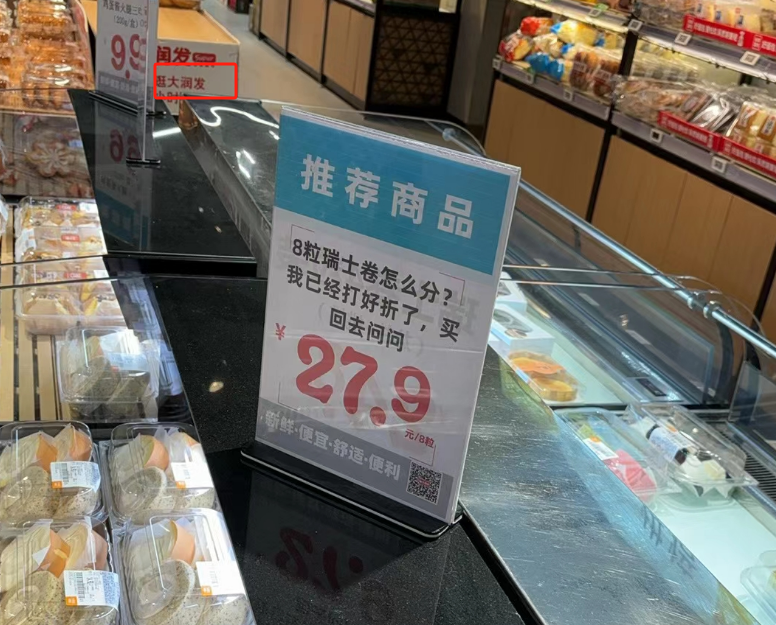 9.9
润发 Super
逛大润发
推荐商品
8粒瑞士卷怎么分？
我已经打好折了，买
回去问问
¥
27.9
元/8粒
新鲜·便宜·舒适·便利